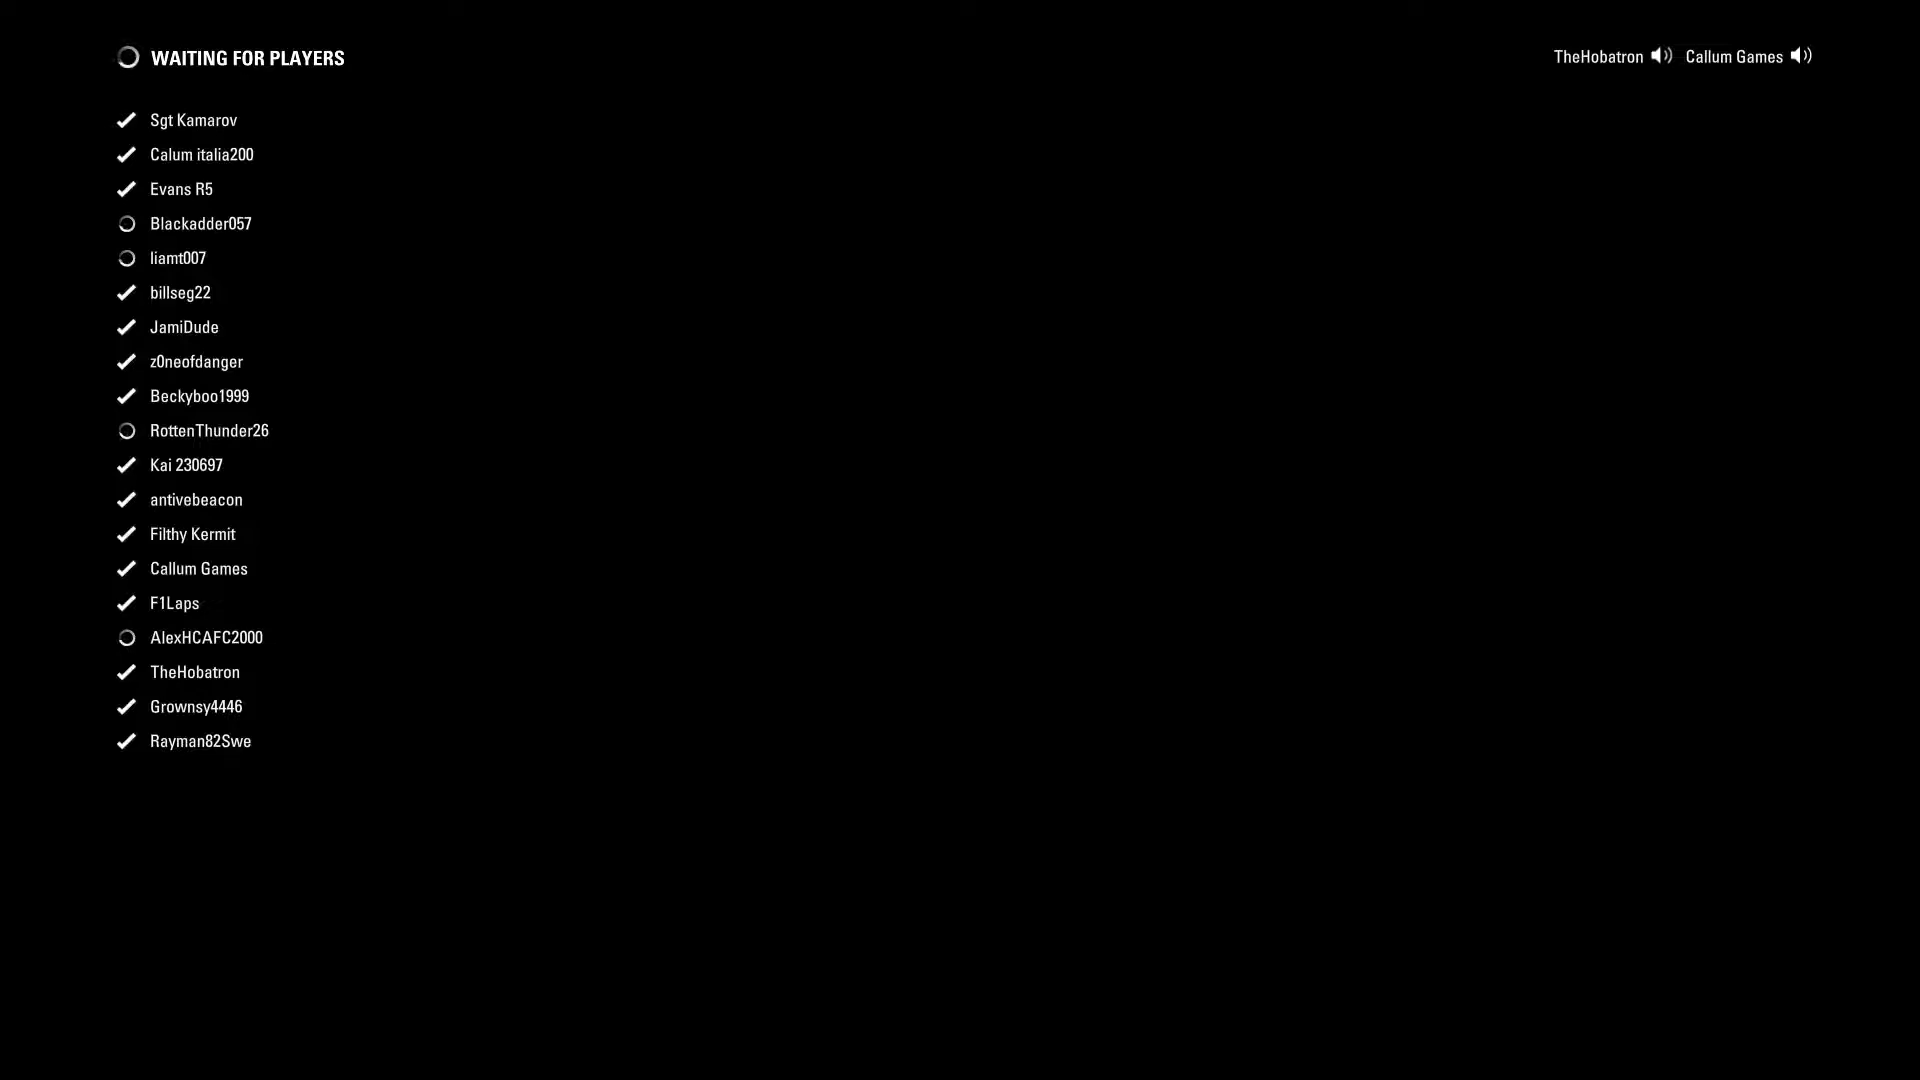 WAITING FOR PLAYERS
TheHobatron Callum Games
Sgt Kamarov
Calum italia200
Evans R5
Blackadder057
liamt007
billseg22
JamiDude
z0neofdanger
Beckyboo1999
RottenThunder26
Kai 230697
antivebeacon
Filthy Kermit
Callum Games
F1Laps
AlexHCAFC2000
TheHobatron
Grownsy4446
Rayman82Swe